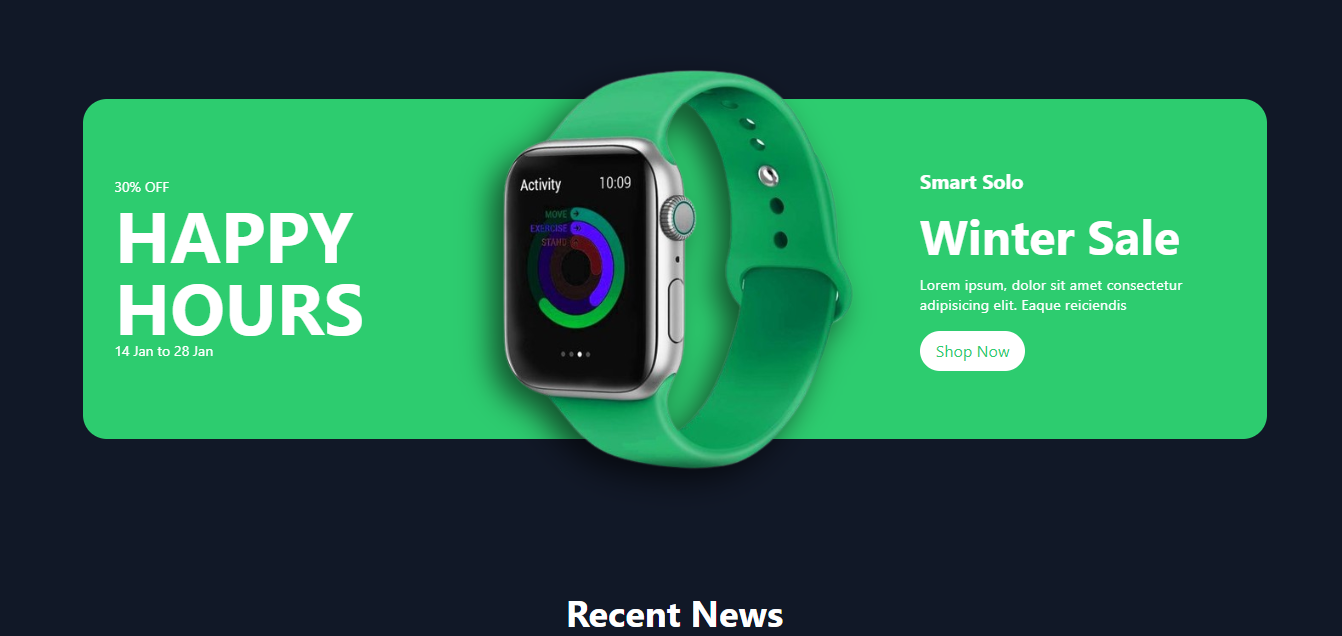 30% OFF
HAPPY
HOURS
14 Jan to 28 Jan
Activity 10:09
MOVE
EXERCISE
STAND
Smart Solo
Winter Sale
Lorem ipsum, dolor sit amet consectetur
adipisicing elit. Eaque reiciendis
Shop Now
Recent News